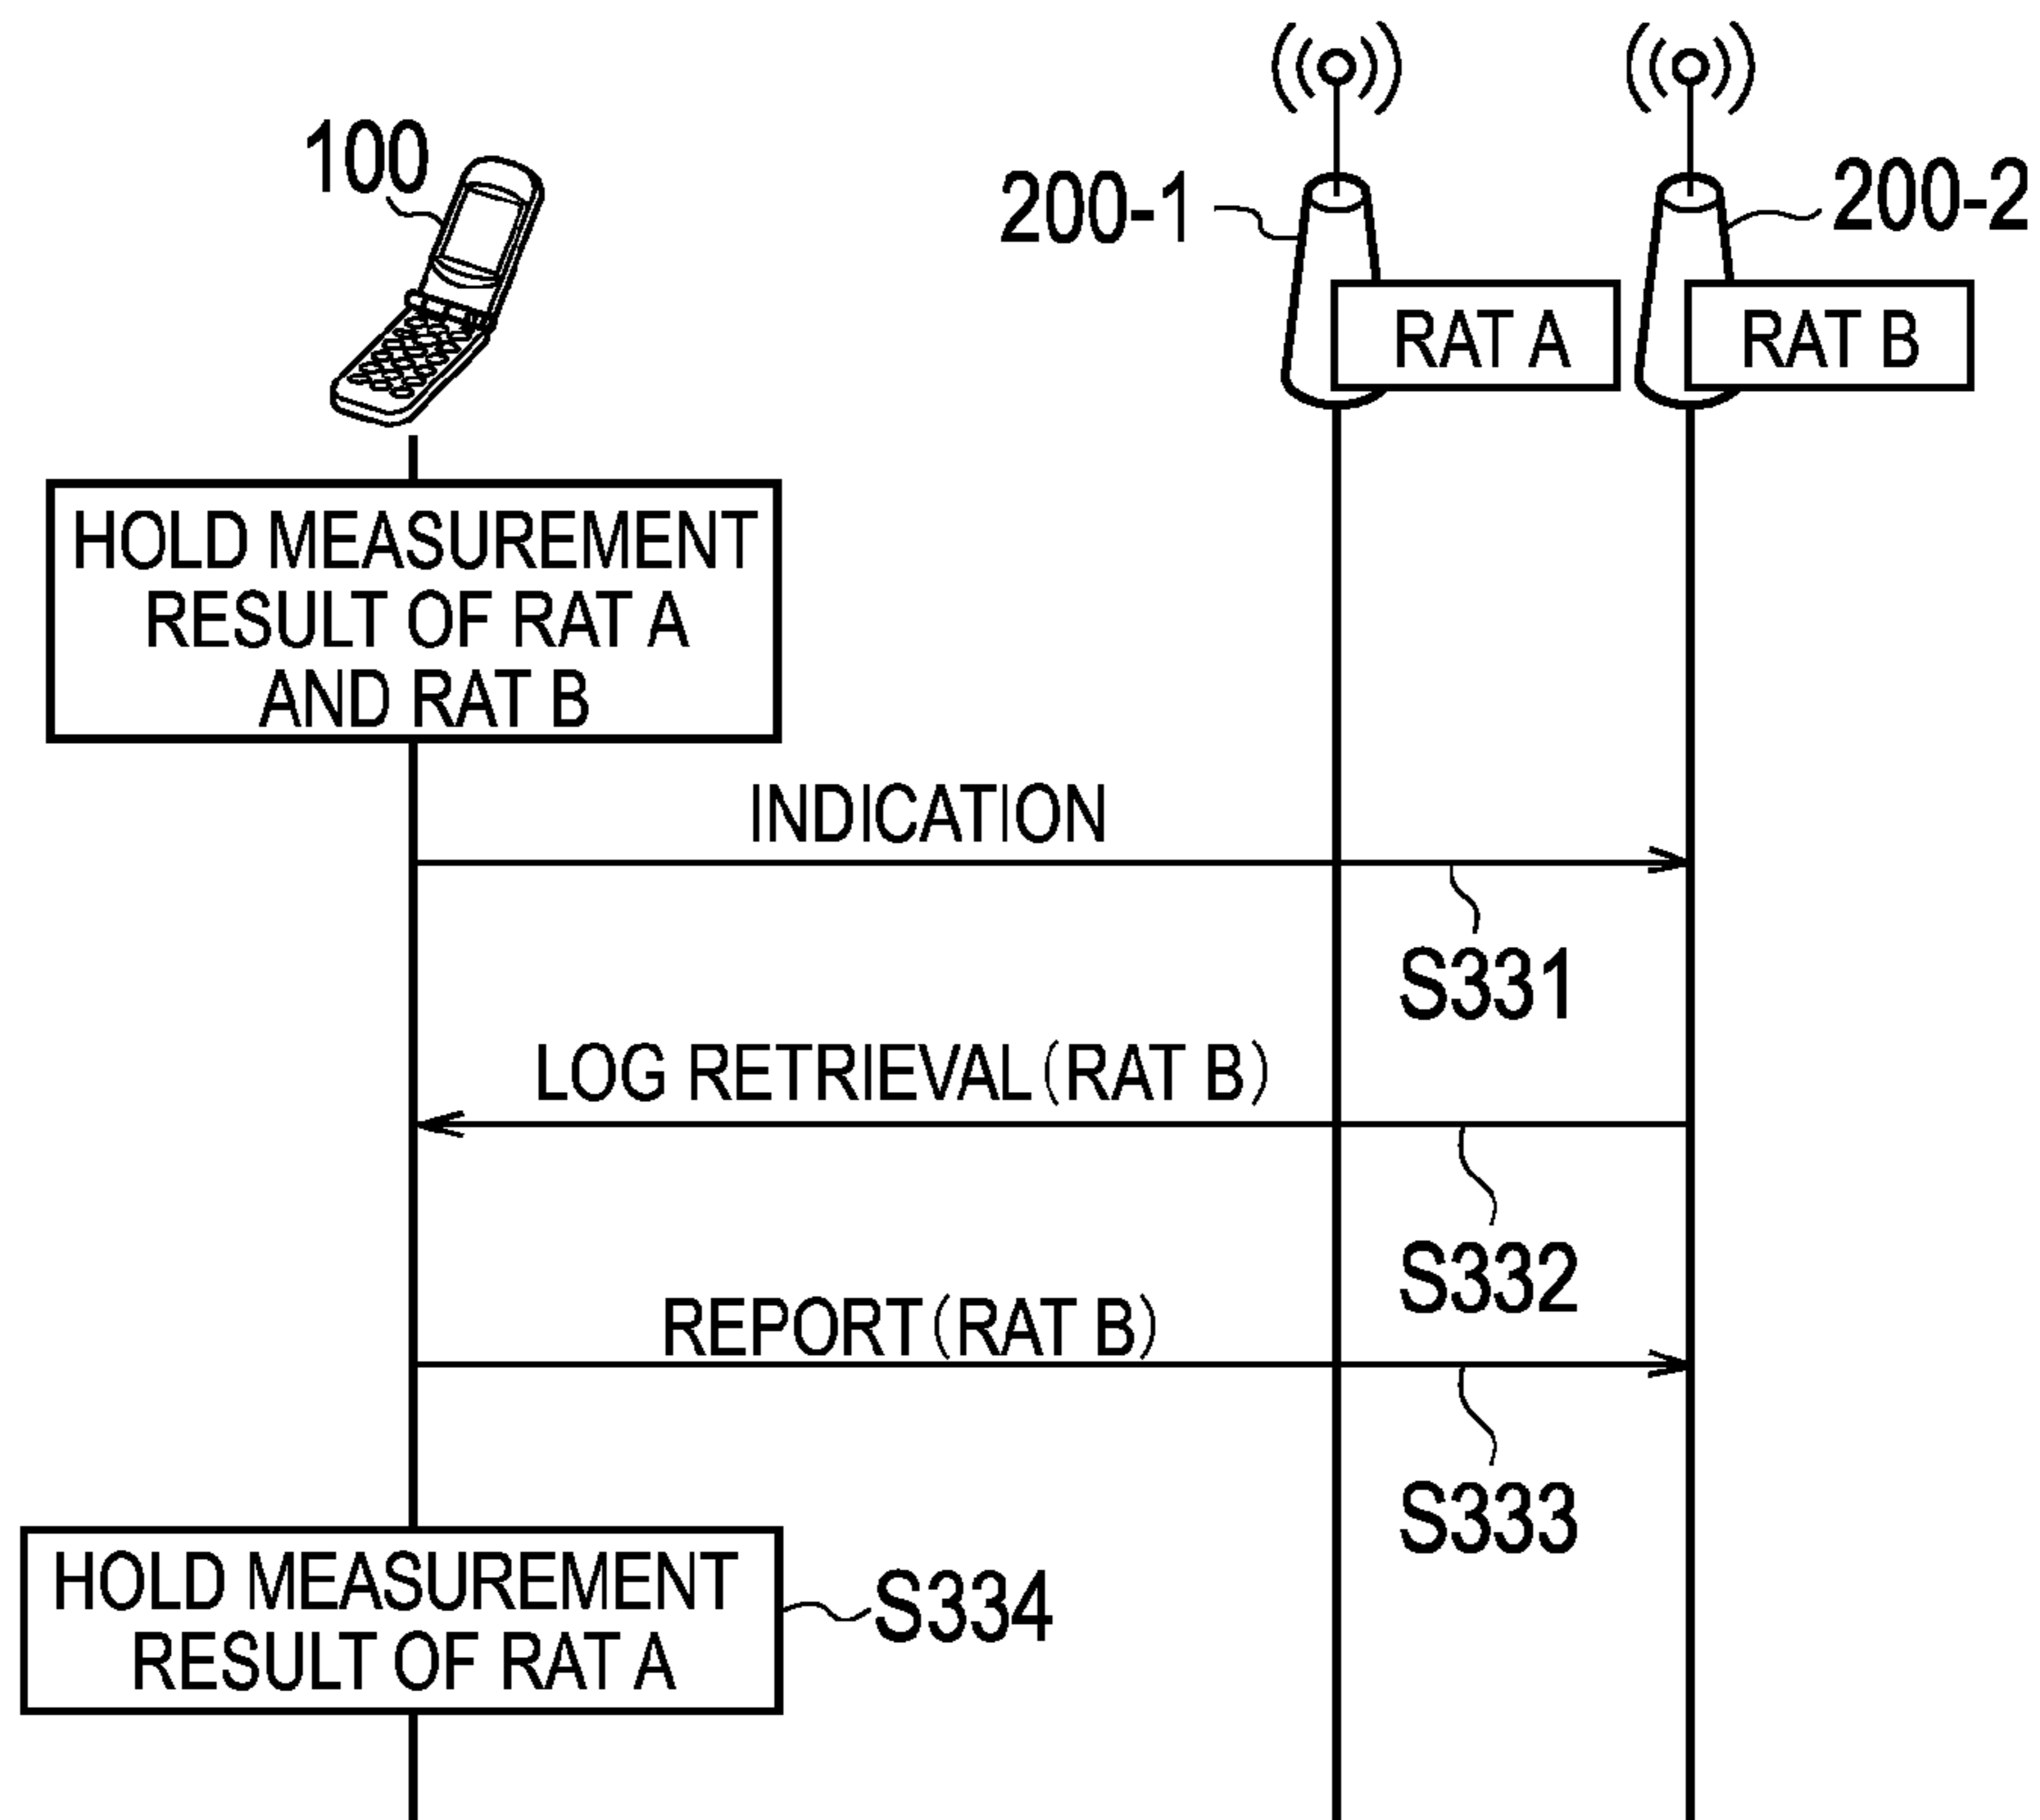 100
200-1
200-2
RAT A
RAT B
HOLD MEASUREMENT
RESULT OF RAT A
AND RAT B
INDICATION
S331
LOG RETRIEVAL(RAT B)
S332
REPORT(RAT B)
S333
HOLD MEASUREMENT
RESULT OF RAT A
S334